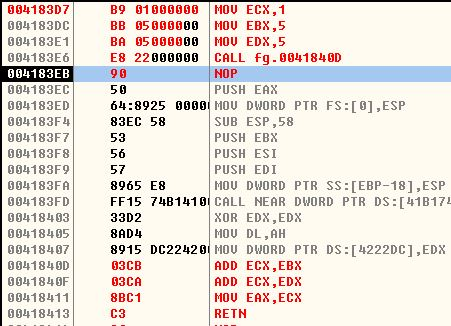 004183D7 B9 01000000 MOV ECX,1
004183DC BB 05000000 MOV EBX,5
004183E1 BA 05000000 MOV EDX,5
004183E6 E8 22000000 CALL fg.0041840D
004183EB 90 NOP
004183EC 50 PUSH EAX
004183ED 64:8925 0000 MOV DWORD PTR FS:[0],ESP
004183F4 83EC 58 SUB ESP,58
004183F7 53 PUSH EBX
004183F8 56 PUSH ESI
004183F9 57 PUSH EDI
004183FA 8965 E8 MOV DWORD PTR SS:[EBP-18],ESP
004183FD FF15 74B14100 CALL NEAR DWORD PTR DS:[41B174
00418403 33D2 XOR EDX,EDX
00418405 8AD4 MOV DL,AH
00418407 8915 DC224200 MOV DWORD PTR DS:[4222DC],EDX
0041840D 03CB ADD ECX,EBX
0041840F 03CA ADD ECX,EDX
00418411 8BC1 MOV EAX,ECX
00418413 C3 RETN